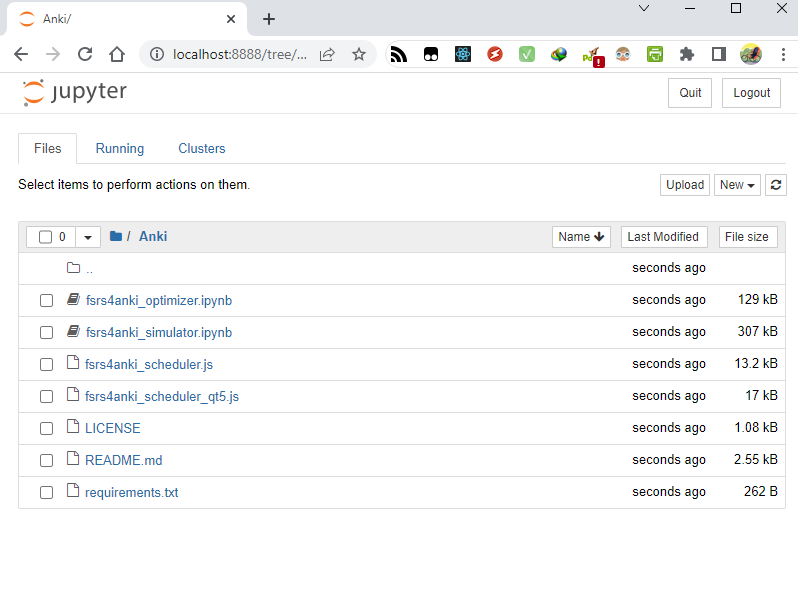 Anki/
localhost:8888/tree/...
jupyter
Quit
Logout
Files
Running
Clusters
Select items to perform actions on them.
Upload
New
0
/ Anki
Name
Last Modified
File size
..
seconds ago
fsrs4anki_optimizer.ipynb
seconds ago
129 kB
fsrs4anki_simulator.ipynb
seconds ago
307 kB
fsrs4anki_scheduler.js
seconds ago
13.2 kB
fsrs4anki_scheduler_qt5.js
seconds ago
17 kB
LICENSE
seconds ago
1.08 kB
README.md
seconds ago
2.55 kB
requirements.txt
seconds ago
262 B